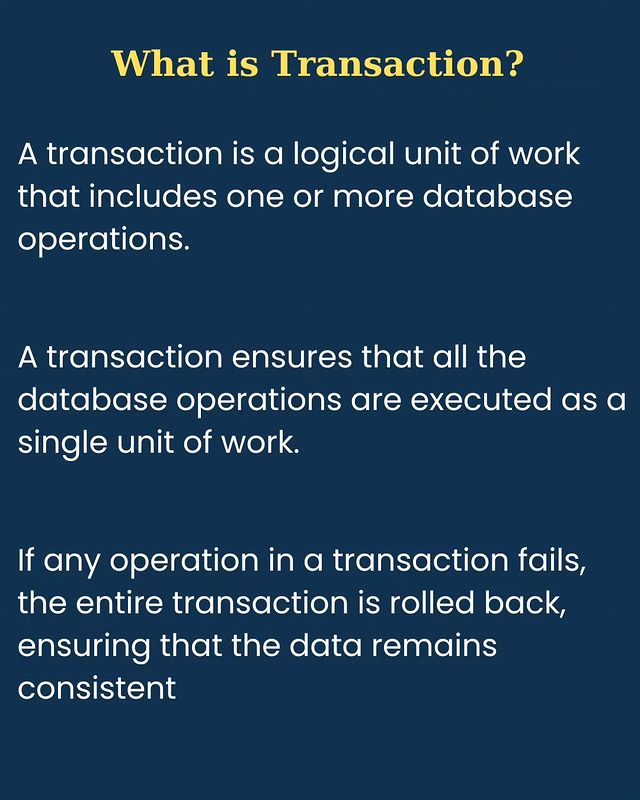 What is Transaction?
A transaction is a logical unit of work
that includes one or more database
operations.
A transaction ensures that all the
database operations are executed as a
single unit of work.
If any operation in a transaction fails,
the entire transaction is rolled back,
ensuring that the data remains
consistent